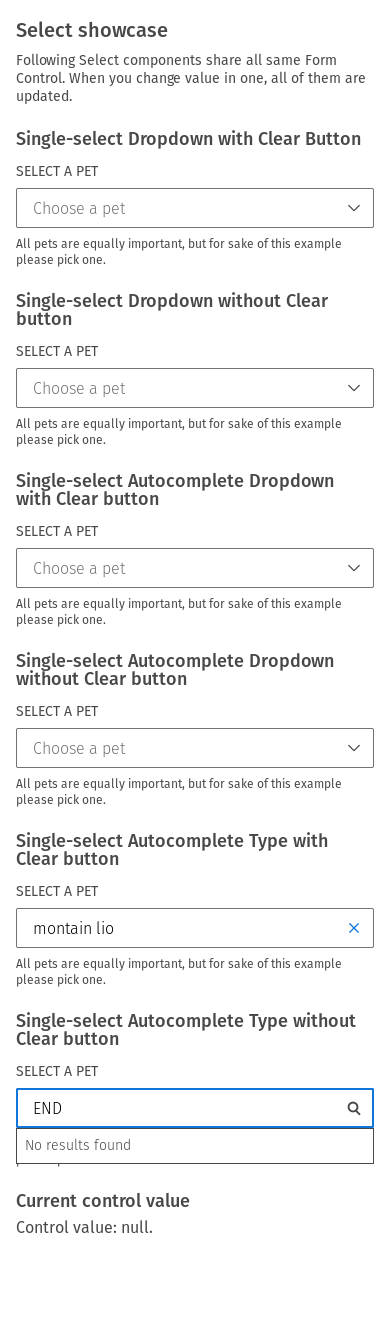 Select showcase
Following Select components share all same Form
Control. When you change value in one, all of them are
updated.
Single-select Dropdown with Clear Button
SELECT A PET
Choose a pet
All pets are equally important, but for sake of this example
please pick one.
Single-select Dropdown without Clear
button
SELECT A PET
Choose a pet
All pets are equally important, but for sake of this example
please pick one.
Single-select Autocomplete Dropdown
with Clear button
SELECT A PET
Choose a pet
All pets are equally important, but for sake of this example
please pick one.
Single-select Autocomplete Dropdown
without Clear button
SELECT A PET
Choose a pet
All pets are equally important, but for sake of this example
please pick one.
Single-select Autocomplete Type with
Clear button
SELECT A PET
montain lio
All pets are equally important, but for sake of this example
please pick one.
Single-select Autocomplete Type without
Clear button
SELECT A PET
END
No results found
Current control value
Control value: null.